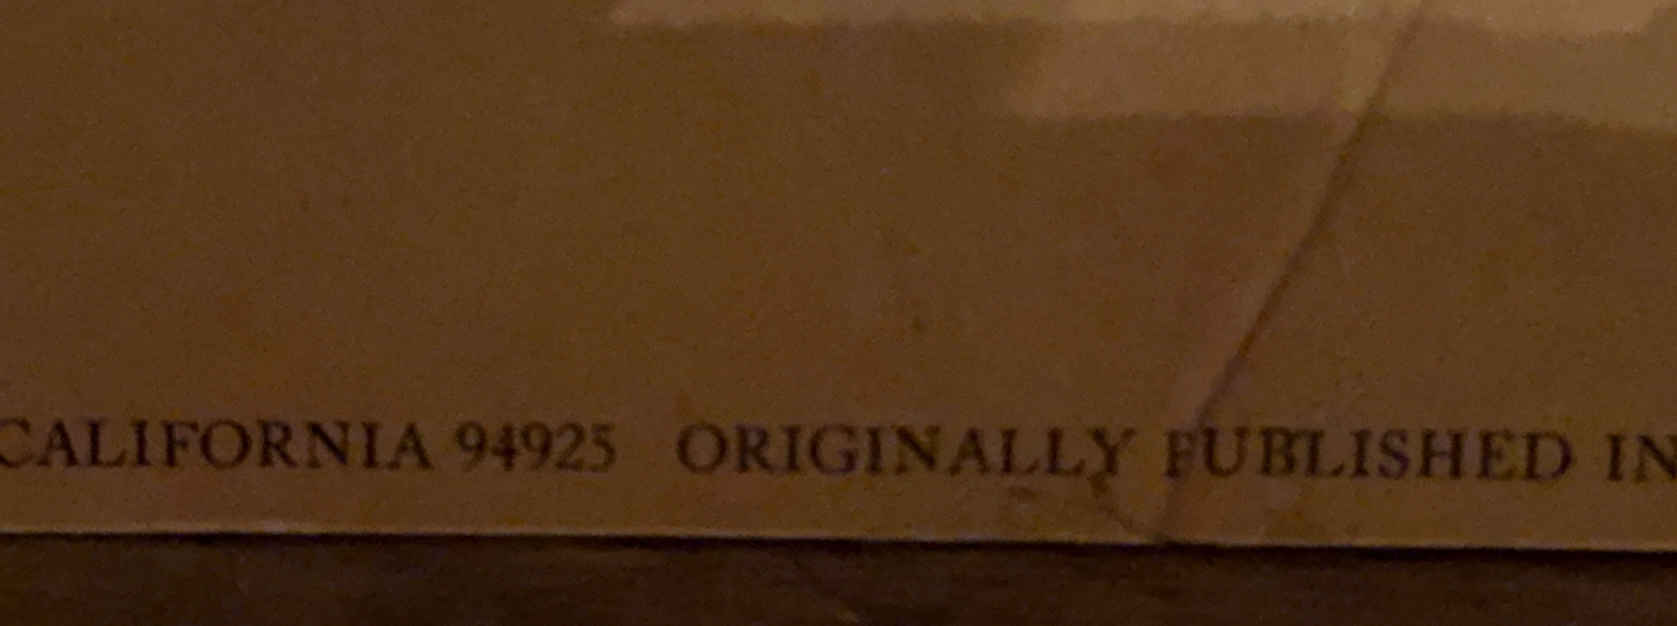 CALIFORNIA 94925 ORIGINALLY PUBLISHED IN